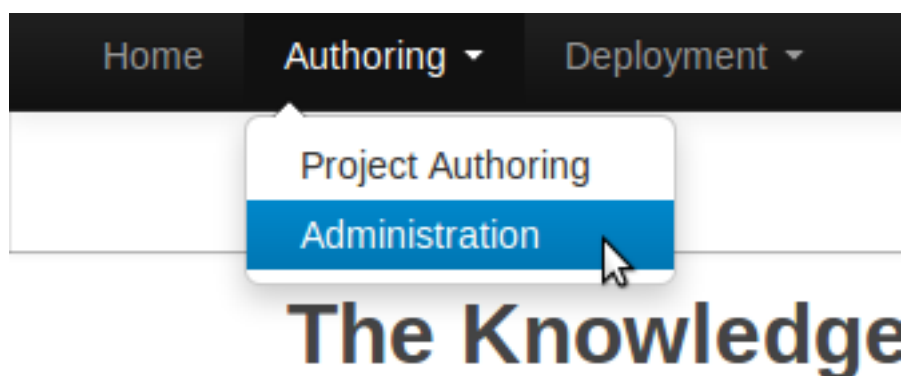 Home Authoring Deployment
Project Authoring
Administration
The Knowledge